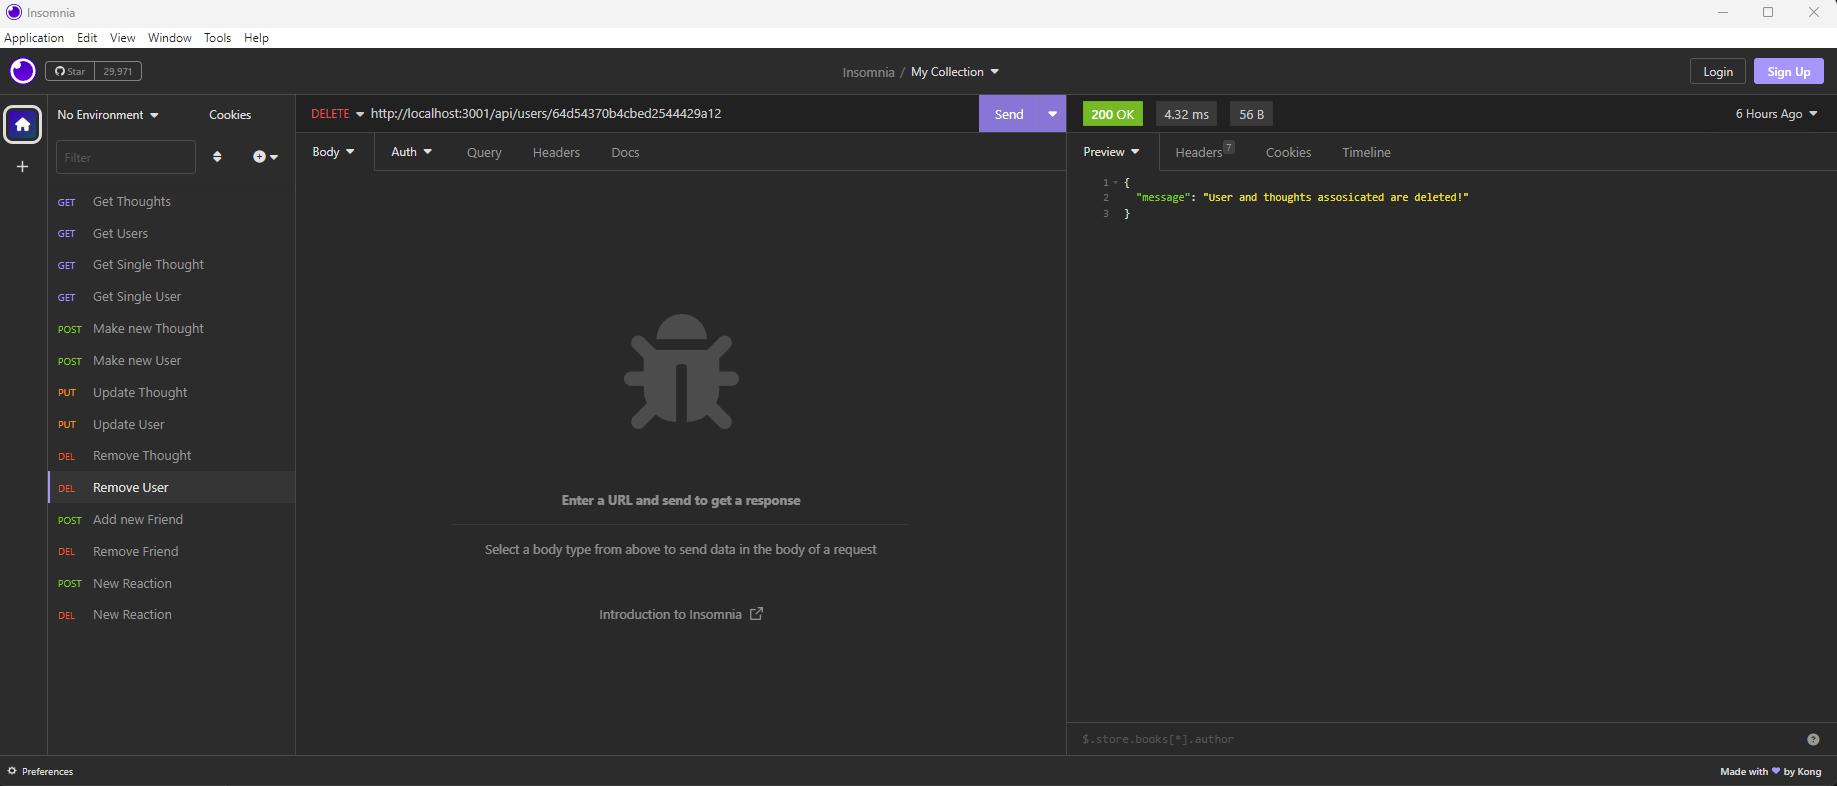 Insomnia
Application Edit View Window Tools Help
Star 29,971
Insomnia / My Collection
Login Sign Up
No Environment Cookies
Filter
GET Get Thoughts
GET Get Users
GET Get Single Thought
GET Get Single User
POST Make new Thought
POST Make new User
PUT Update Thought
PUT Update User
DEL Remove Thought
DEL Remove User
POST Add new Friend
DEL Remove Friend
POST New Reaction
DEL New Reaction
DELETE http://localhost:3001/api/users/64d54370b4cbed2544429a12 Send
Body Auth Query Headers Docs
Enter a URL and send to get a response
Select a body type from above to send data in the body of a request
Introduction to Insomnia
200 OK 4.32 ms 56 B 6 Hours Ago
Preview Headers 7 Cookies Timeline
1 {
2 "message": "User and thoughts assosicated are deleted!"
3 }
$.store.books[*].author ?
Preferences
Made with ♥ by Kong